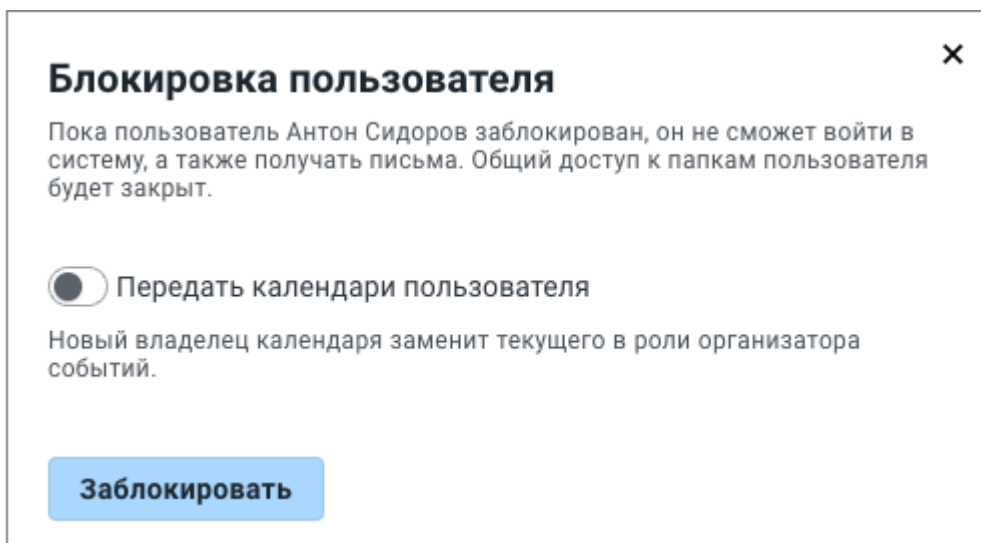 Блокировка пользователя
Пока пользователь Антон Сидоров заблокирован, он не сможет войти в
систему, а также получать письма. Общий доступ к папкам пользователя
будет закрыт.
Передать календари пользователя
Новый владелец календаря заменит текущего в роли организатора
событий.
Заблокировать